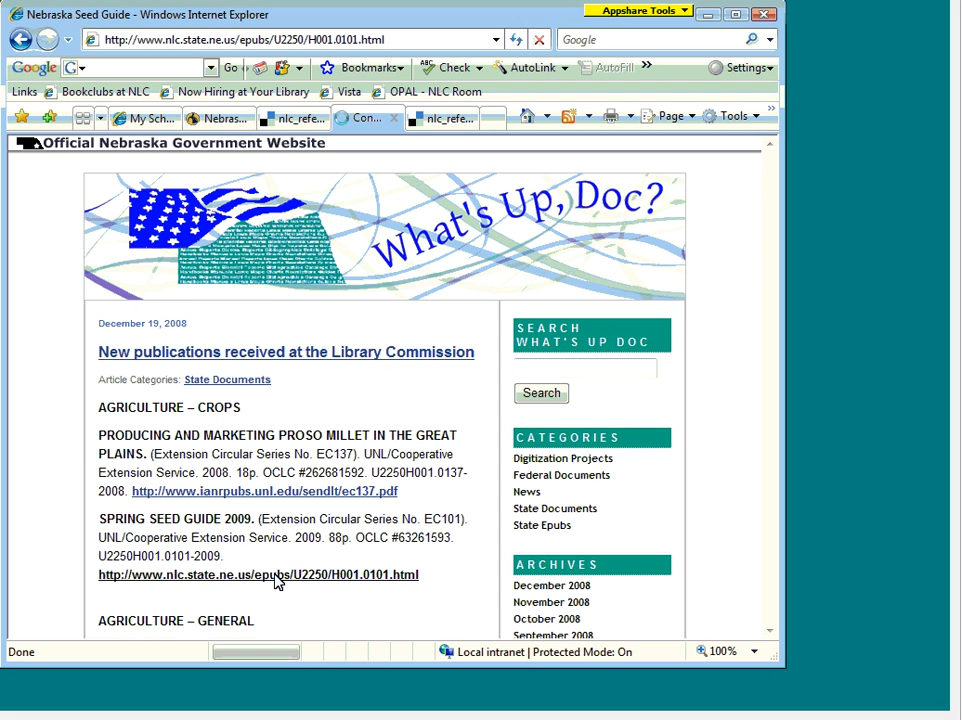 Nebraska Seed Guide - Windows Internet Explorer
Appshare Tools
http://www.nlc.state.ne.us/epubs/U2250/H001.0101.html
Google
Google G Go Bookmarks ABC Check AutoLink AutoFill » Settings
Links Bookclubs at NLC Now Hiring at Your Library Vista OPAL - NLC Room
My Sch... Nebras... nlc_refe... Con... nlc_refe... Page Tools »
Official Nebraska Government Website
What's Up, Doc?
December 19, 2008
New publications received at the Library Commission
Article Categories: State Documents
AGRICULTURE – CROPS
PRODUCING AND MARKETING PROSO MILLET IN THE GREAT
PLAINS. (Extension Circular Series No. EC137). UNL/Cooperative
Extension Service. 2008. 18p. OCLC #262681592. U2250H001.0137-
2008. http://www.ianrpubs.unl.edu/sendIt/ec137.pdf
SPRING SEED GUIDE 2009. (Extension Circular Series No. EC101).
UNL/Cooperative Extension Service. 2009. 88p. OCLC #63261593.
U2250H001.0101-2009.
http://www.nlc.state.ne.us/epubs/U2250/H001.0101.html
AGRICULTURE – GENERAL
SEARCH
WHAT'S UP DOC
Search
CATEGORIES
Digitization Projects
Federal Documents
News
State Documents
State Epubs
ARCHIVES
December 2008
November 2008
October 2008
September 2008
Done
Local intranet | Protected Mode: On
100%